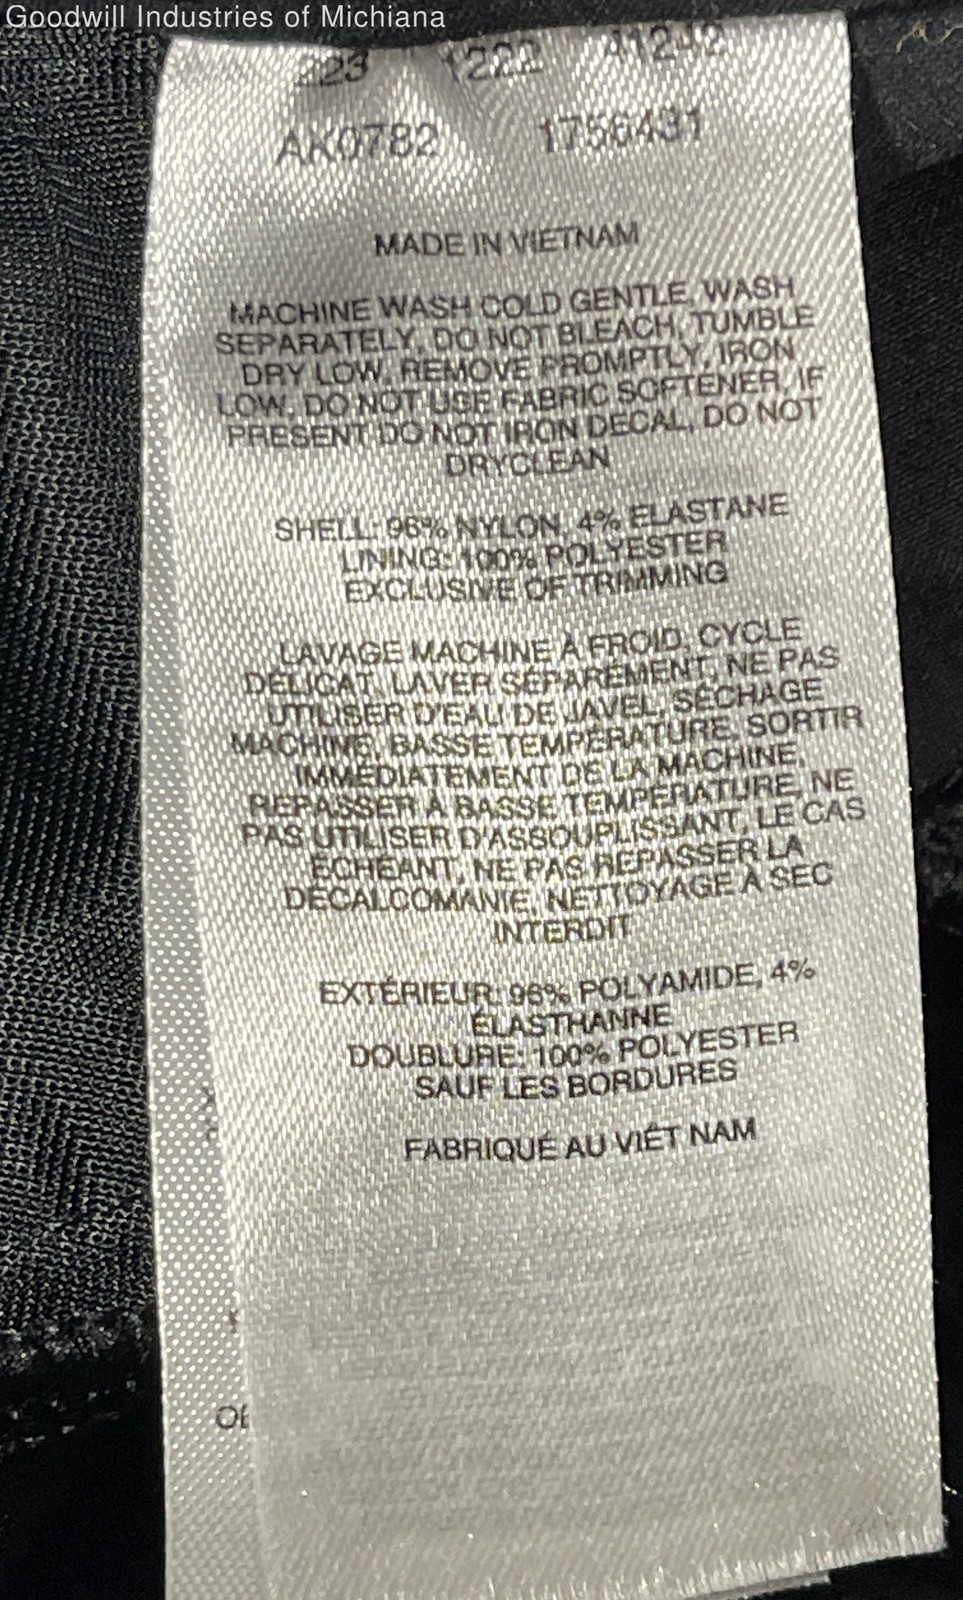 Goodwill Industries of Michiana
223 1222 41242
AK0782 1756431
MADE IN VIETNAM
MACHINE WASH COLD GENTLE, WASH
SEPARATELY, DO NOT BLEACH, TUMBLE
DRY LOW, REMOVE PROMPTLY, IRON
LOW, DO NOT USE FABRIC SOFTENER, IF
PRESENT DO NOT IRON DECAL, DO NOT
DRYCLEAN
SHELL: 96% NYLON, 4% ELASTANE
LINING: 100% POLYESTER
EXCLUSIVE OF TRIMMING
LAVAGE MACHINE À FROID, CYCLE
DÉLICAT, LAVER SÉPARÉMENT, NE PAS
UTILISER D'EAU DE JAVEL, SÉCHAGE
MACHINE, BASSE TEMPÉRATURE, SORTIR
IMMÉDIATEMENT DE LA MACHINE,
REPASSER À BASSE TEMPÉRATURE, NE
PAS UTILISER D'ASSOUPLISSANT, LE CAS
ÉCHÉANT, NE PAS REPASSER LA
DÉCALCOMANIE, NETTOYAGE À SEC
INTERDIT
EXTÉRIEUR: 96% POLYAMIDE, 4%
ÉLASTHANNE
DOUBLURE: 100% POLYESTER
SAUF LES BORDURES
FABRIQUÉ AU VIÊT NAM